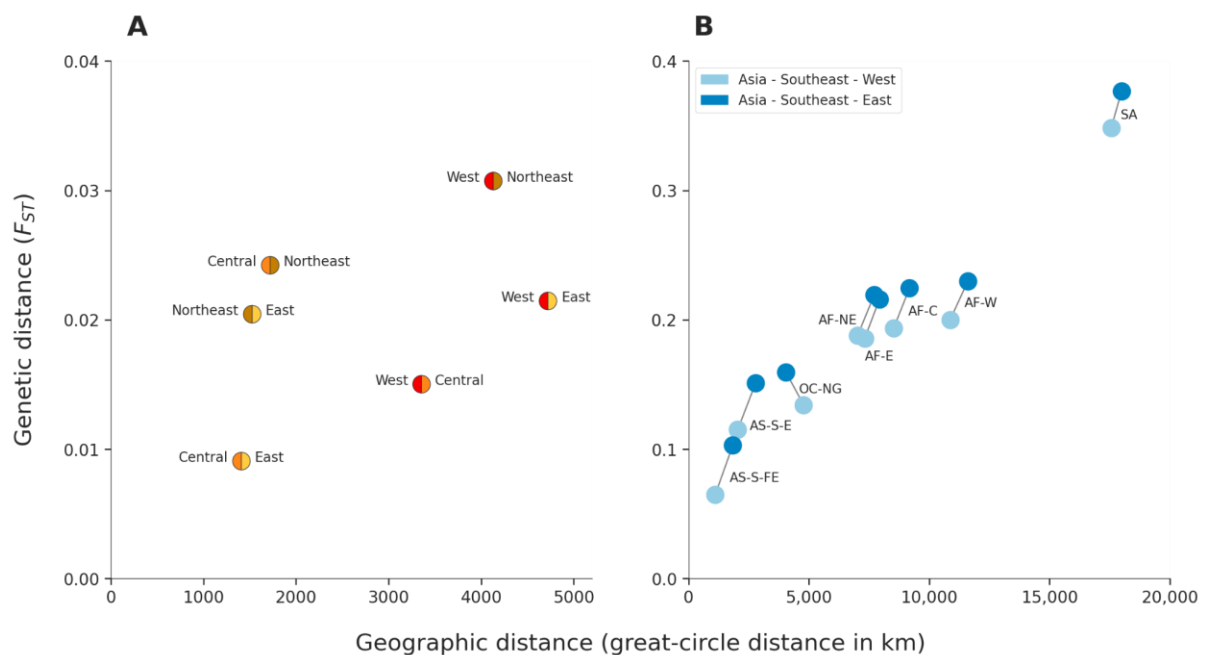 A
B
Genetic distance (F_ST)
0.04
0.03
0.02
0.01
0.00
West Northeast
Central Northeast
Northeast East
West East
West Central
Central East
0 1000 2000 3000 4000 5000
0.4
0.3
0.2
0.1
0.0
Asia - Southeast - West
Asia - Southeast - East
SA
AF-NE
AF-C
AF-W
AF-E
OC-NG
AS-S-E
AS-S-FE
0 5,000 10,000 15,000 20,000
Geographic distance (great-circle distance in km)